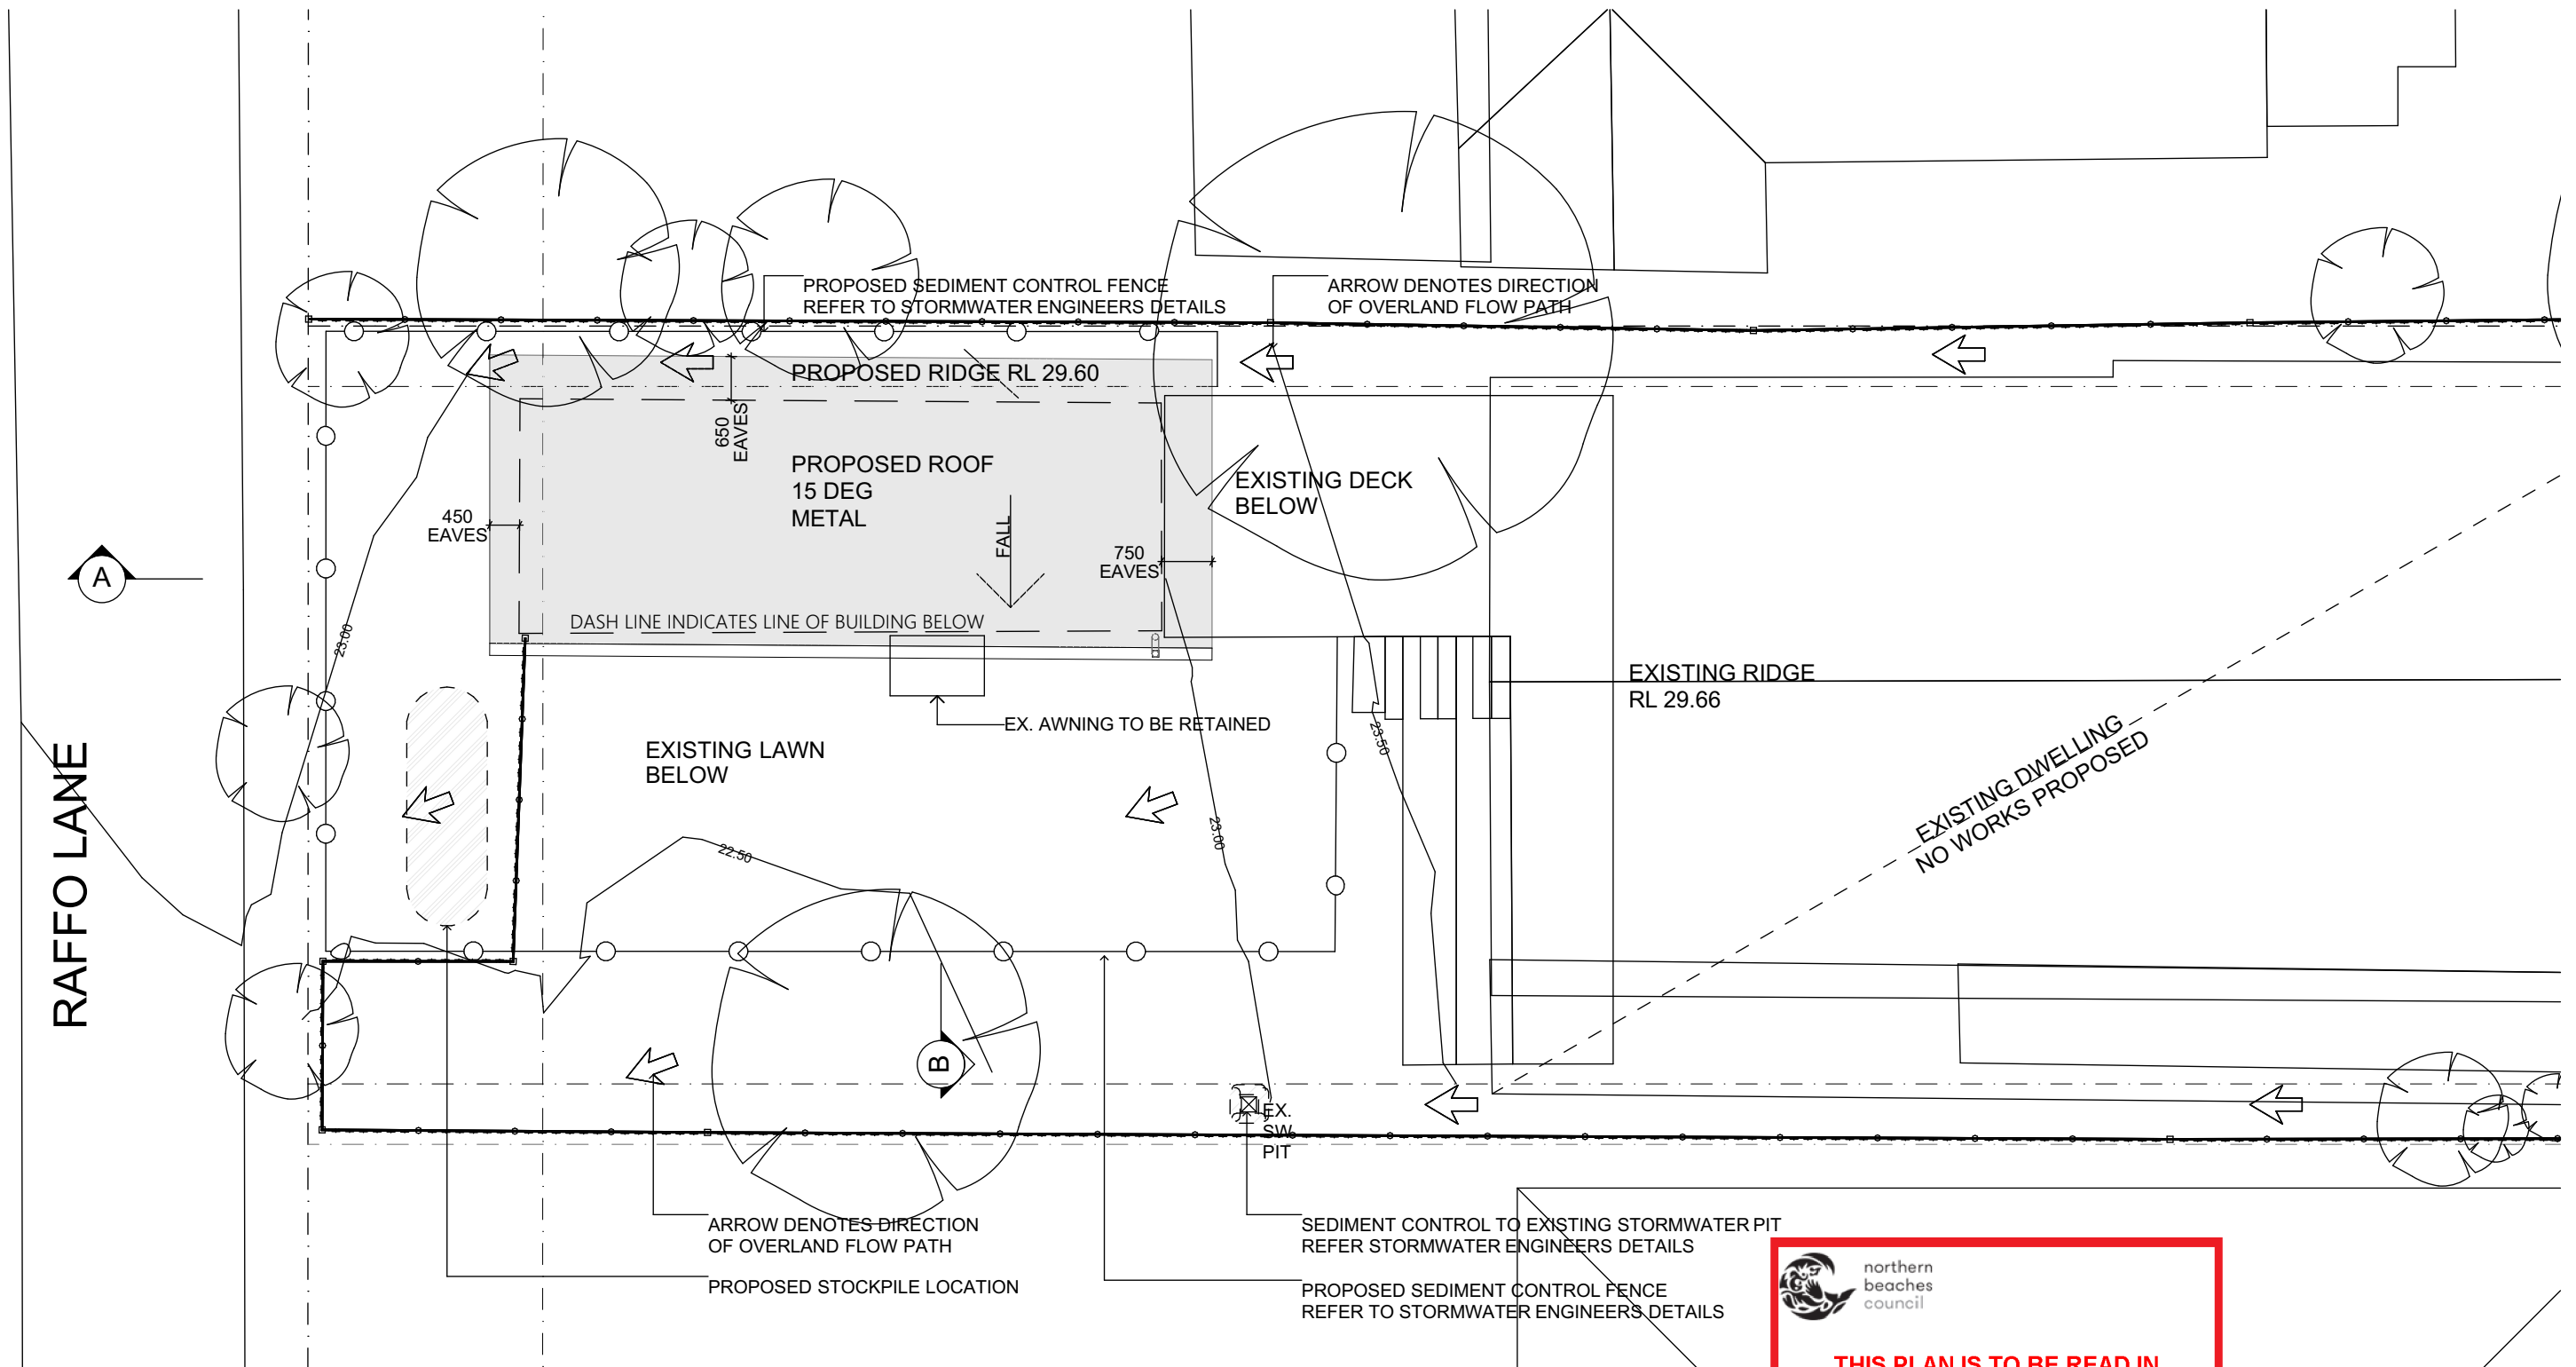 PROPOSED SEDIMENT CONTROL FENCE
REFER TO STORMWATER ENGINEERS DETAILS
ARROW DENOTES DIRECTION
OF OVERLAND FLOW PATH
PROPOSED RIDGE RL 29.60
650
EAVES
PROPOSED ROOF
15 DEG
METAL
EXISTING DECK
BELOW
450
EAVES
FALL
750
EAVES
A
DASH LINE INDICATES LINE OF BUILDING BELOW
23.00
EXISTING RIDGE
RL 29.66
EX. AWNING TO BE RETAINED
23.50
EXISTING LAWN
BELOW
EXISTING DWELLING
NO WORKS PROPOSED
RAFFO LANE
22.50
23.00
B
EX.
SW
PIT
ARROW DENOTES DIRECTION
OF OVERLAND FLOW PATH
PROPOSED STOCKPILE LOCATION
SEDIMENT CONTROL TO EXISTING STORMWATER PIT
REFER STORMWATER ENGINEERS DETAILS
PROPOSED SEDIMENT CONTROL FENCE
REFER TO STORMWATER ENGINEERS DETAILS
northern
beaches
council
THIS PLAN IS TO BE READ IN